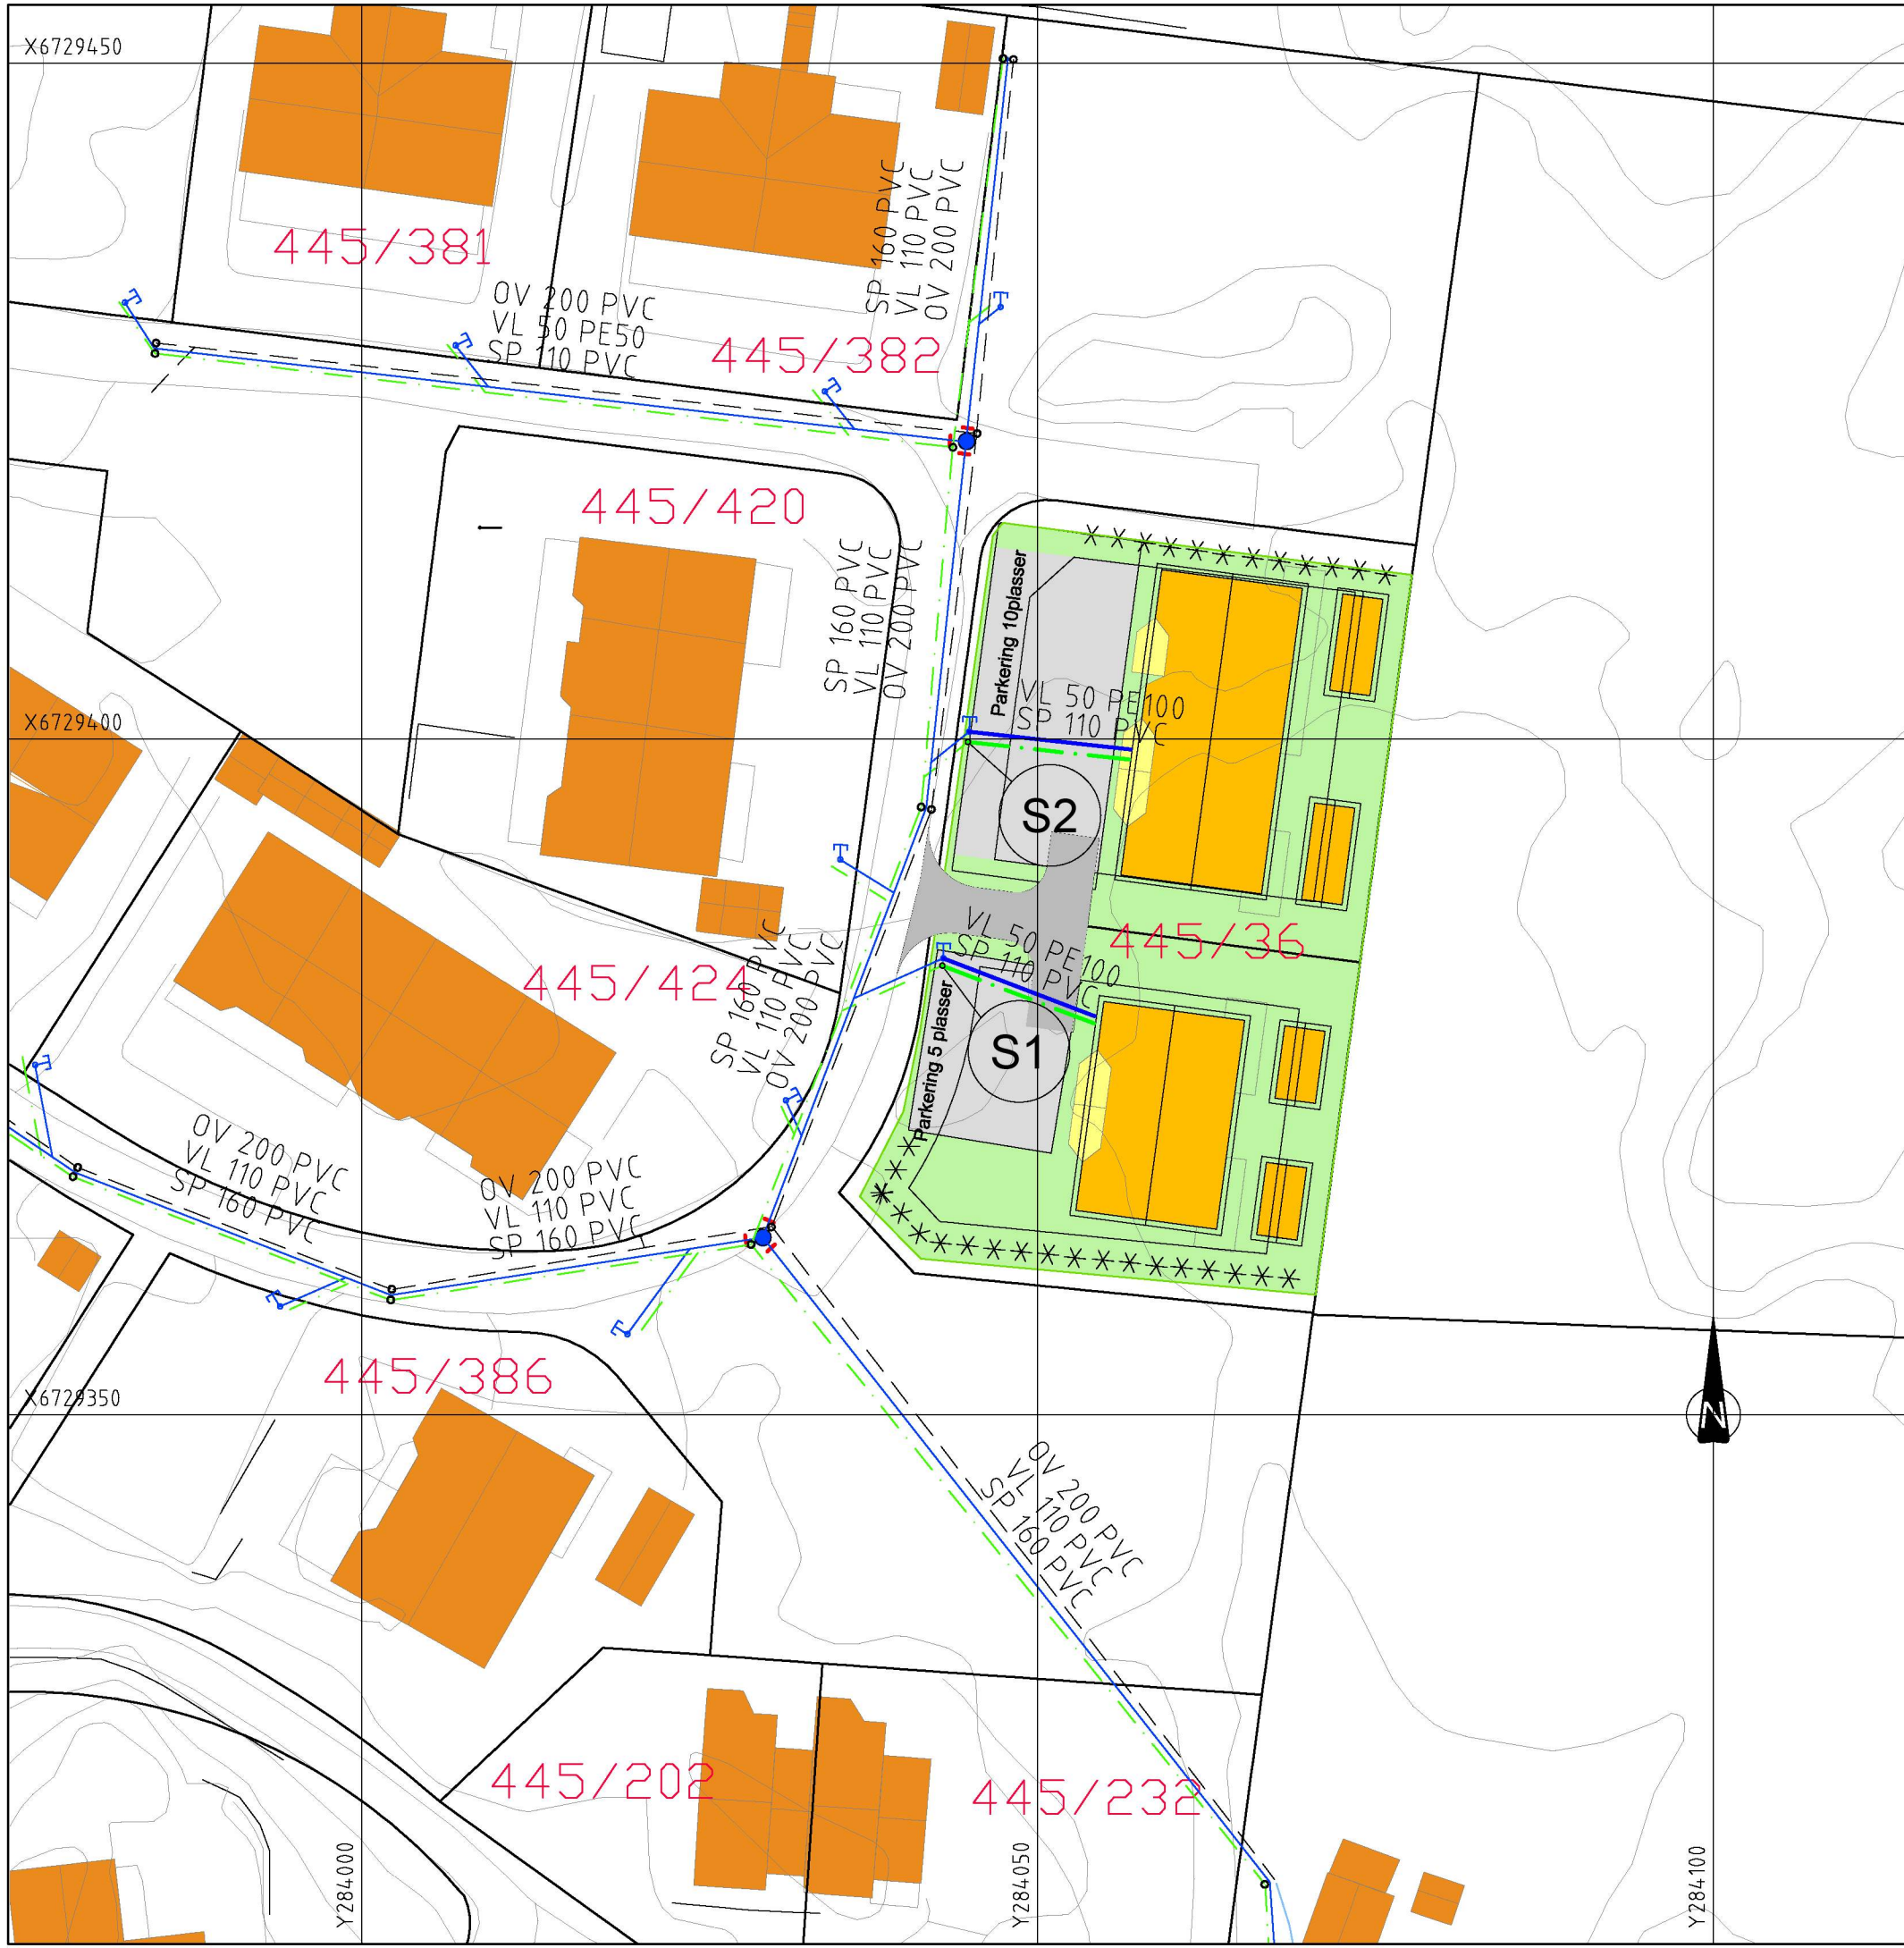 X6729450
445/381
SP 160 PVC
VL 110 PVC
OV 200 PVC
OV 200 PVC
VL 50 PE50
SP 110 PVC
445/382
445/420
SP 160 PVC
VL 110 PVC
OV 200 PVC
Parkering 10plasser
VL 50 PE100
SP 110 PVC
X6729400
S2
445/36
VL 50 PE100
SP 110 PVC
445/424
SP 160 PVC
VL 110 PVC
OV 200 PVC
Parkering 5 plasser
S1
OV 200 PVC
VL 110 PVC
SP 160 PVC
OV 200 PVC
VL 110 PVC
SP 160 PVC
445/386
X6729350
N
OV 200 PVC
VL 110 PVC
SP 160 PVC
445/202
445/232
Y284000
Y284050
Y284100